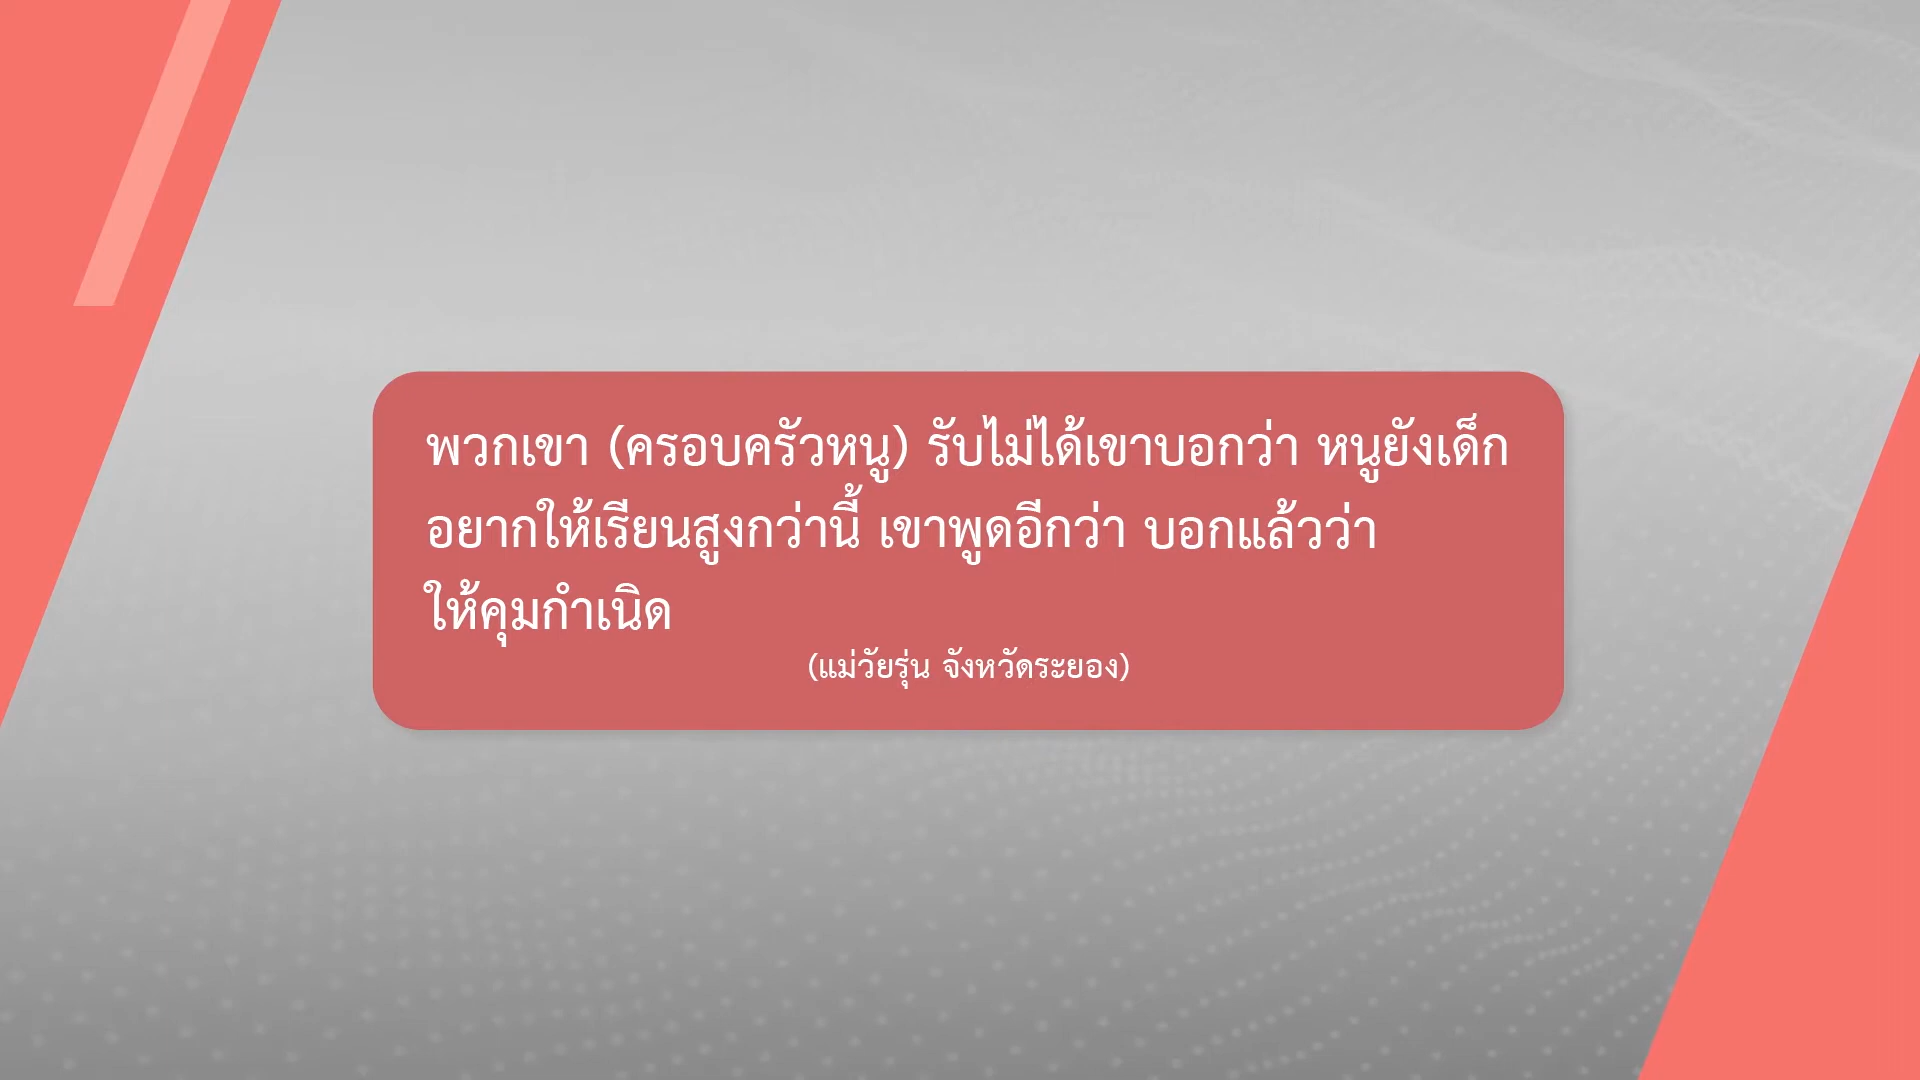 พวกเขา (ครอบครัวหนู) รับไม่ได้เขาบอกว่า หนูยังเด็ก
อยากให้เรียนสูงกว่านี้ เขาพูดอีกว่า บอกแล้วว่า
ให้คุมกำเนิด
(แม่วัยรุ่น จังหวัดระยอง)